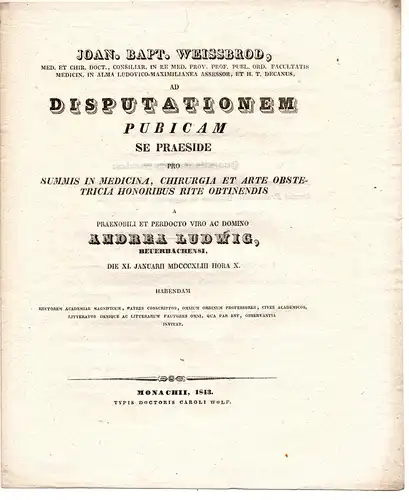 JOAN. BAPT. WEISSBROD,
MED. ET CHIR. DOCT., CONSILIAR. IN RE MED. PROV. PROF. PUBL. ORD. FACULTATIS
MEDICIN. IN ALMA LUDOVICO-MAXIMILIANEA ASSESSOR, ET H. T. DECANUS,
AD
DISPUTATIONEM
PUBICAM
SE PRAESIDE
PRO
SUMMIS IN MEDICINA, CHIRURGIA ET ARTE OBSTE-
TRICIA HONORIBUS RITE OBTINENDIS
A
PRAENOBILI ET PERDOCTO VIRO AC DOMINO
ANDREA LUDWIG,
HEUERBACHENSI,
DIE XI. JANUARII MDCCCXLIII HORA X.
HABENDAM
RECTOREM ACADEMIAE MAGNIFICUM, PATRES CONSCRIPTOS, OMNIUM ORDINUM PROFESSORES, CIVES ACADEMICOS,
LITTERATOS OMNIQUE AC LITTERARUM FAUTORES OMNI, QUA PAR EST, OBSERVANTIA
INVITAT.
MONACHII, 1843.
TYPIS DOCTORIS CAROLI WOLF.